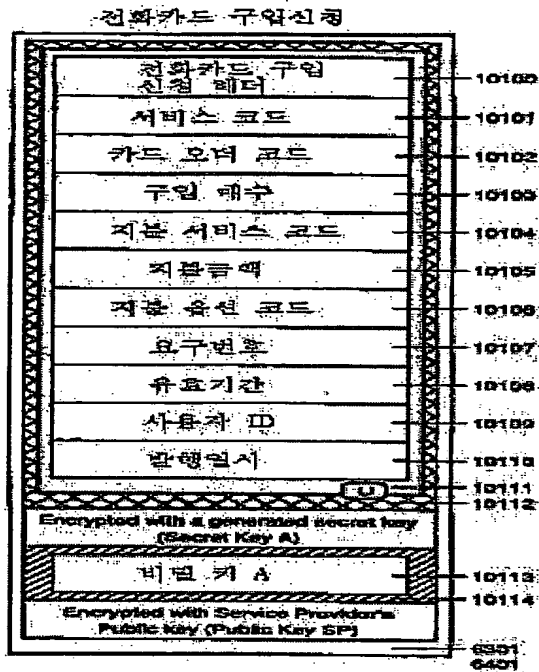 전화카드 구입신청
전화카드 구입
신청 헤더
10100
서비스 코드
10101
카드 오더 코드
10102
구입 매수
10103
지불 서비스 코드
10104
지불금액
10105
지불 옵션 코드
10106
요구번호
10107
유효기간
10108
사용자 ID
10109
발행일시
10110
U
10111
10112
Encrypted with a generated secret key
(Secret Key A)
비밀 키 A
10113
10114
Encrypted with Service Provider's
Public key (Public Key SP)
6301
6401